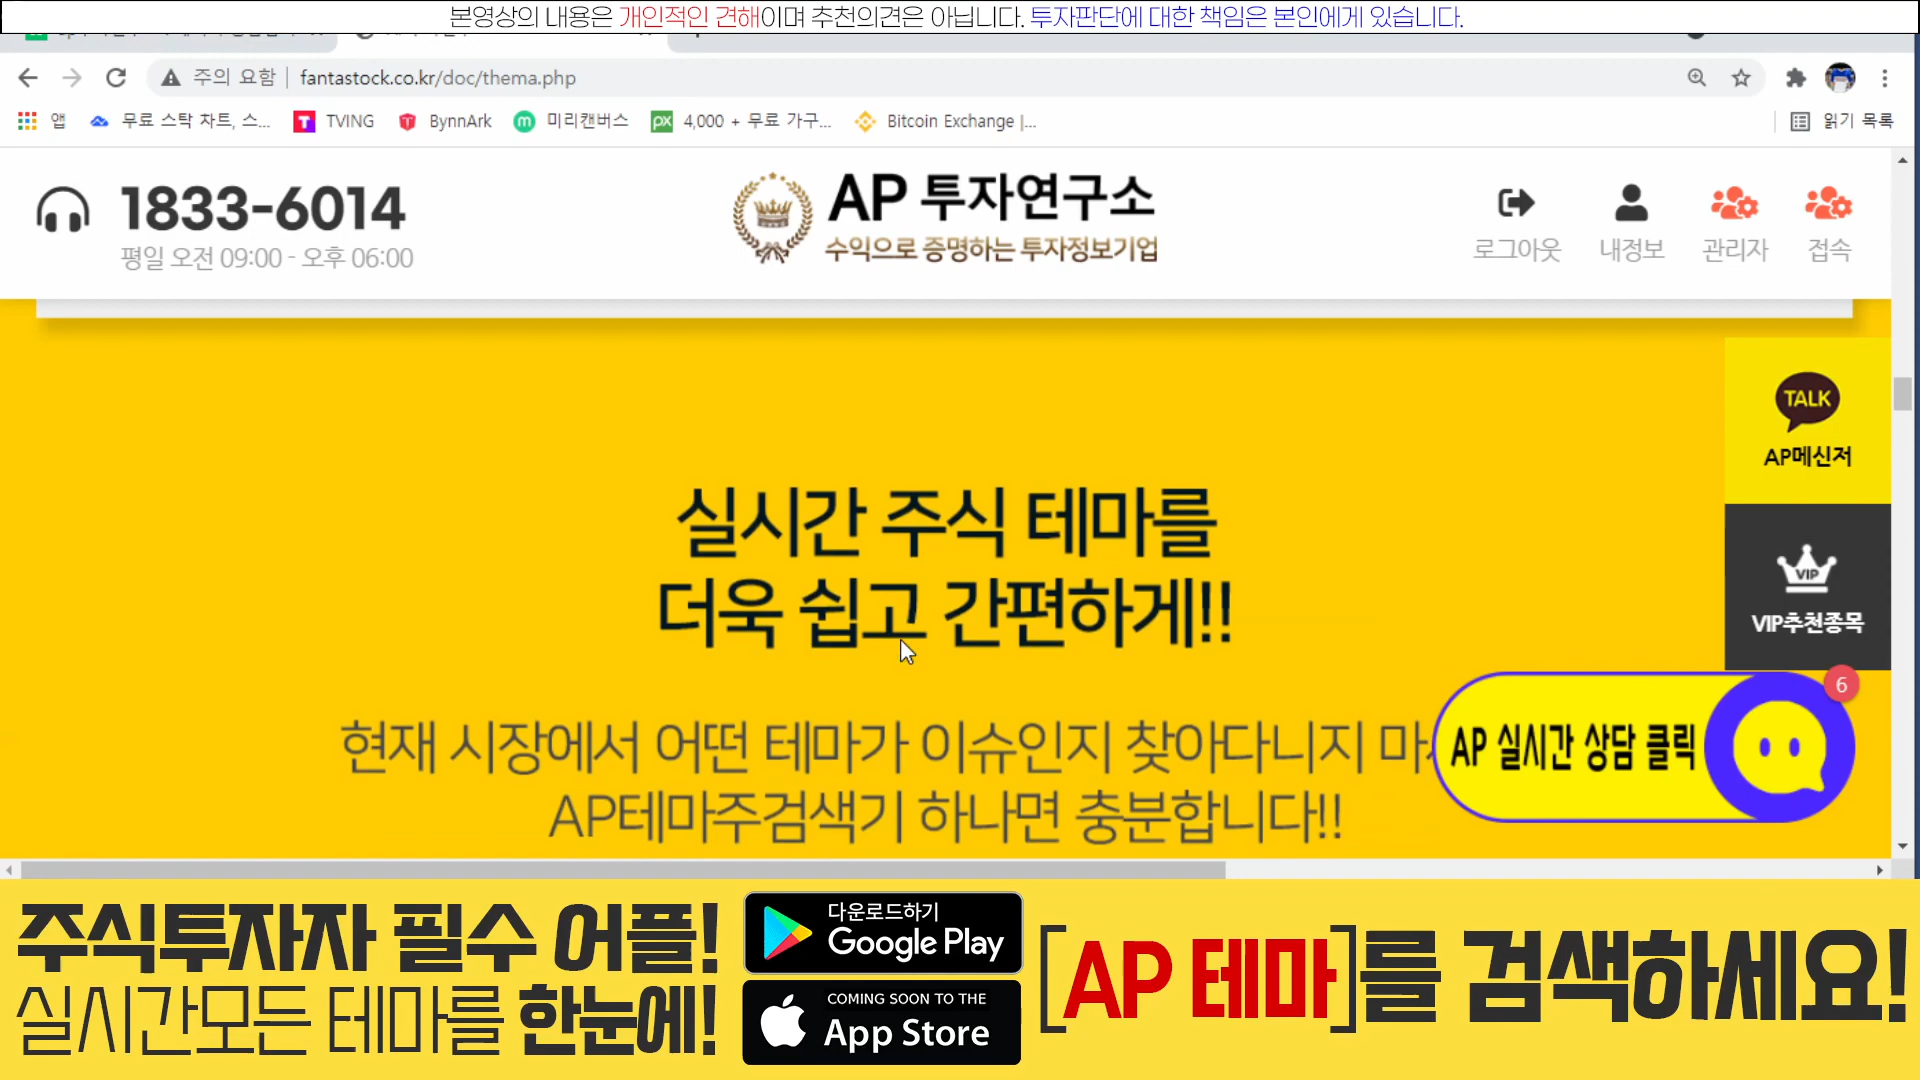 본영상의 내용은 개인적인 견해이며 추천의견은 아닙니다. 투자판단에 대한 책임은 본인에게 있습니다.
주의 요함 | fantastock.co.kr/doc/thema.php
앱 무료 스탁 차트, 스... TVING BynnArk 미리캔버스 4,000 + 무료 가구... Bitcoin Exchange |... 읽기 목록
1833-6014
평일 오전 09:00 - 오후 06:00
AP 투자연구소
수익으로 증명하는 투자정보기업
로그아웃 내정보 관리자 접속
TALK
AP메신저
실시간 주식 테마를
더욱 쉽고 간편하게!!
VIP
VIP추천종목
6
현재 시장에서 어떤 테마가 이슈인지 찾아다니지
AP 실시간 상담 클릭
AP테마주검색기 하나면 충분합니다!!
주식투자자 필수 어플!
실시간모든 테마를 한눈에!
다운로드하기
Google Play
COMING SOON TO THE
App Store
[AP 테마]를 검색하세요!